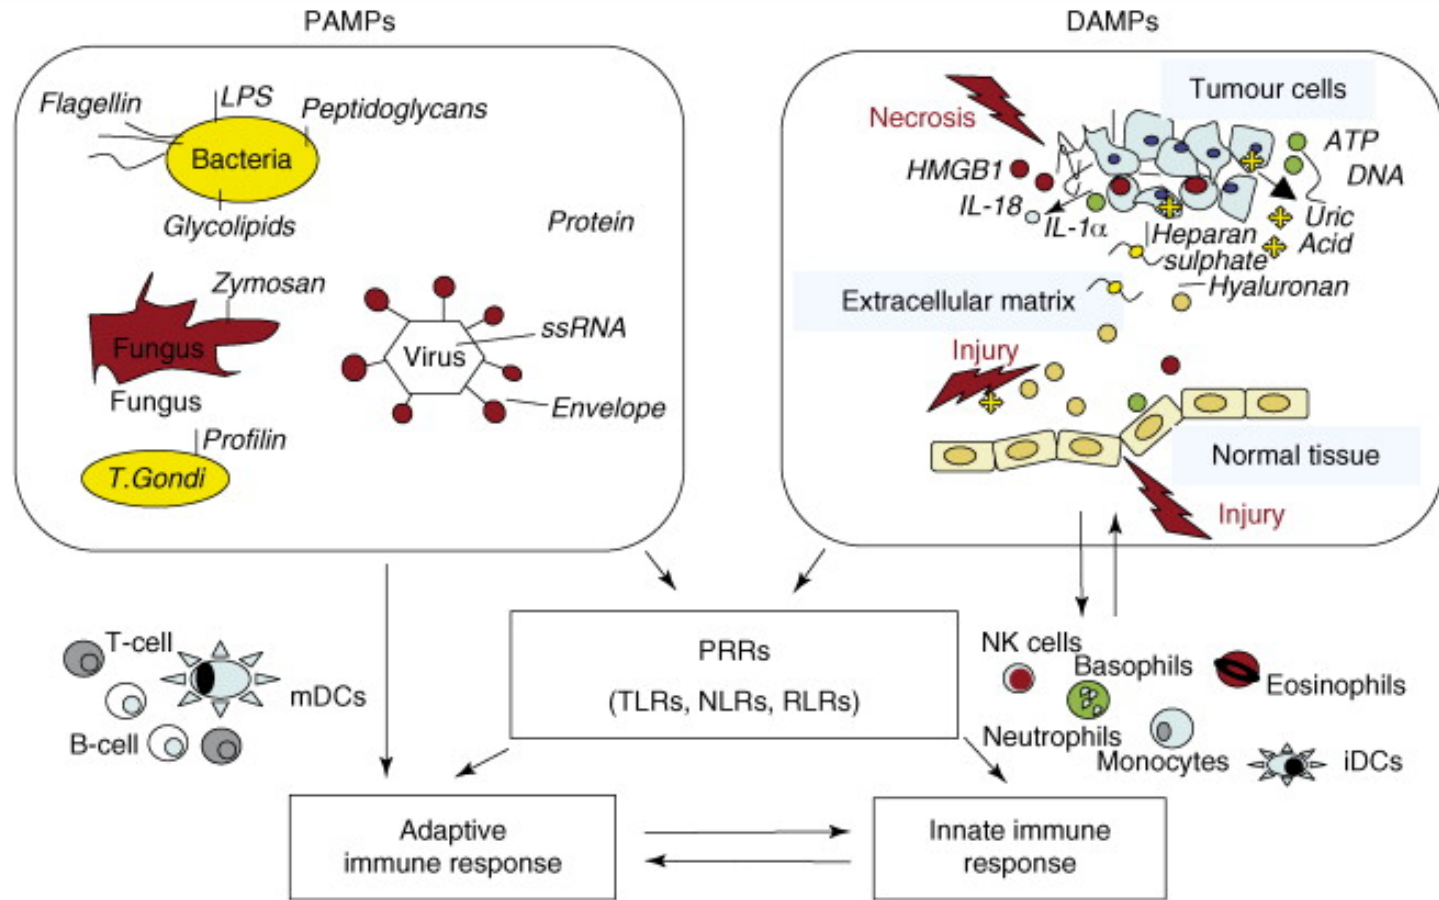 PAMPs
DAMPs
Flagellin
LPS
Peptidoglycans
Bacteria
Glycolipids
Protein
Zymosan
Fungus
Fungus
Virus
ssRNA
Envelope
Profilin
T.Gondi
Tumour cells
Necrosis
ATP
DNA
HMGB1
IL-18
IL-1α
Heparan
sulphate
Uric
Acid
Hyaluronan
Extracellular matrix
Injury
Normal tissue
Injury
T-cell
mDCs
B-cell
PRRs
(TLRs, NLRs, RLRs)
NK cells
Basophils
Eosinophils
Neutrophils
Monocytes
iDCs
Adaptive
immune response
Innate immune
response